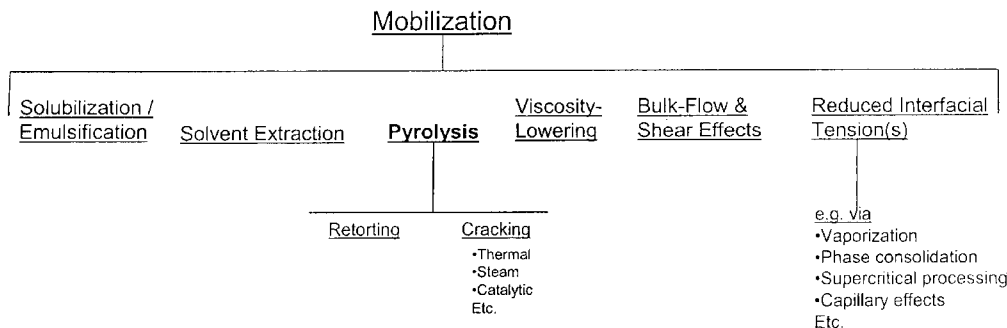 Mobilization
Solubilization /
Emulsification
Solvent Extraction
Pyrolysis
Viscosity-
Lowering
Bulk-Flow &
Shear Effects
Reduced Interfacial
Tension(s)
Retorting
Cracking
•Thermal
•Steam
•Catalytic
Etc.
e.g. via
•Vaporization
•Phase consolidation
•Supercritical processing
•Capillary effects
Etc.